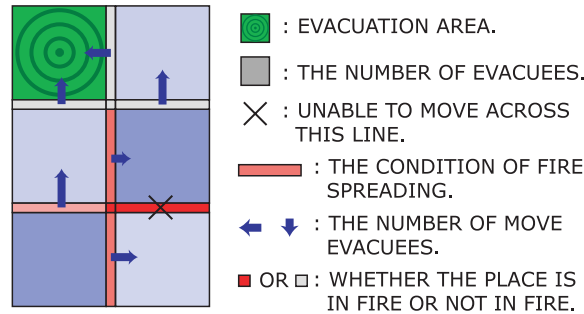 : EVACUATION AREA.
: THE NUMBER OF EVACUEES.
: UNABLE TO MOVE ACROSS
THIS LINE.
: THE CONDITION OF FIRE
SPREADING.
: THE NUMBER OF MOVE
EVACUEES.
OR : WHETHER THE PLACE IS
IN FIRE OR NOT IN FIRE.